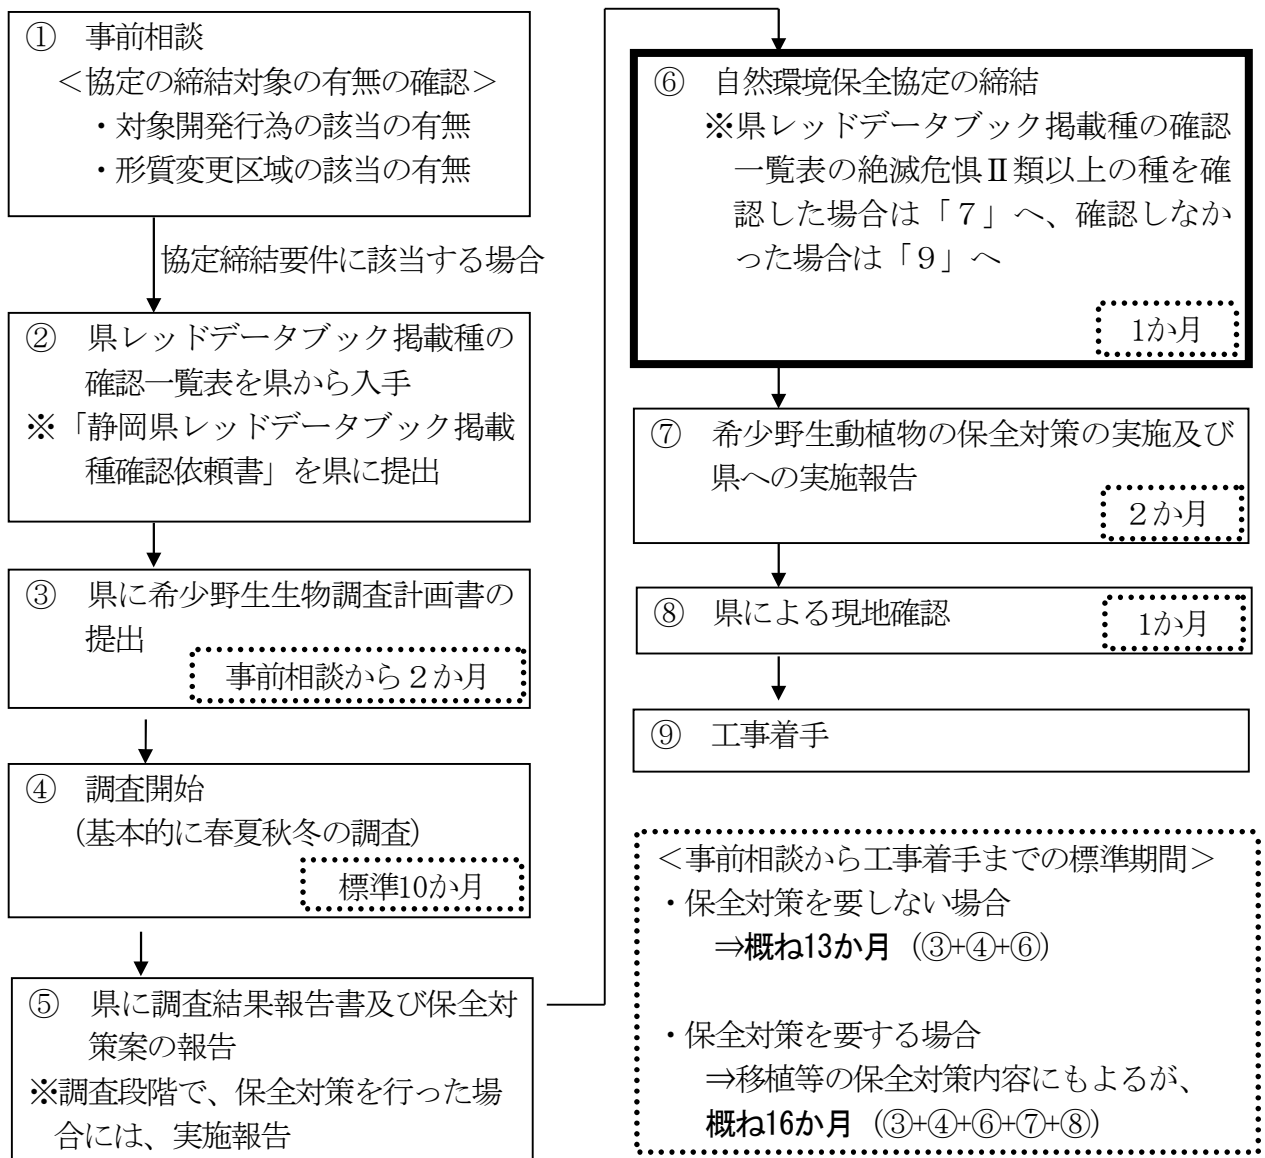 ① 事前相談
＜協定の締結対象の有無の確認＞
・対象開発行為の該当の有無
・形質変更区域の該当の有無
協定締結要件に該当する場合
② 県レッドデータブック掲載種の
確認一覧表を県から入手
※「静岡県レッドデータブック掲載
種確認依頼書」を県に提出
③ 県に希少野生生物調査計画書の
提出
事前相談から２か月
④ 調査開始
(基本的に春夏秋冬の調査)
標準10か月
⑤ 県に調査結果報告書及び保全対
策案の報告
※調査段階で、保全対策を行った場
合には、実施報告
⑥ 自然環境保全協定の締結
※県レッドデータブック掲載種の確認
一覧表の絶滅危惧Ⅱ類以上の種を確
認した場合は「７」へ、確認しなか
った場合は「９」へ
1か月
⑦ 希少野生動植物の保全対策の実施及び
県への実施報告
２か月
⑧ 県による現地確認
1か月
⑨ 工事着手
＜事前相談から工事着手までの標準期間＞
・保全対策を要しない場合
⇒概ね13か月（③+④+⑥）
・保全対策を要する場合
⇒移植等の保全対策内容にもよるが、
概ね16か月（③+④+⑥+⑦+⑧）